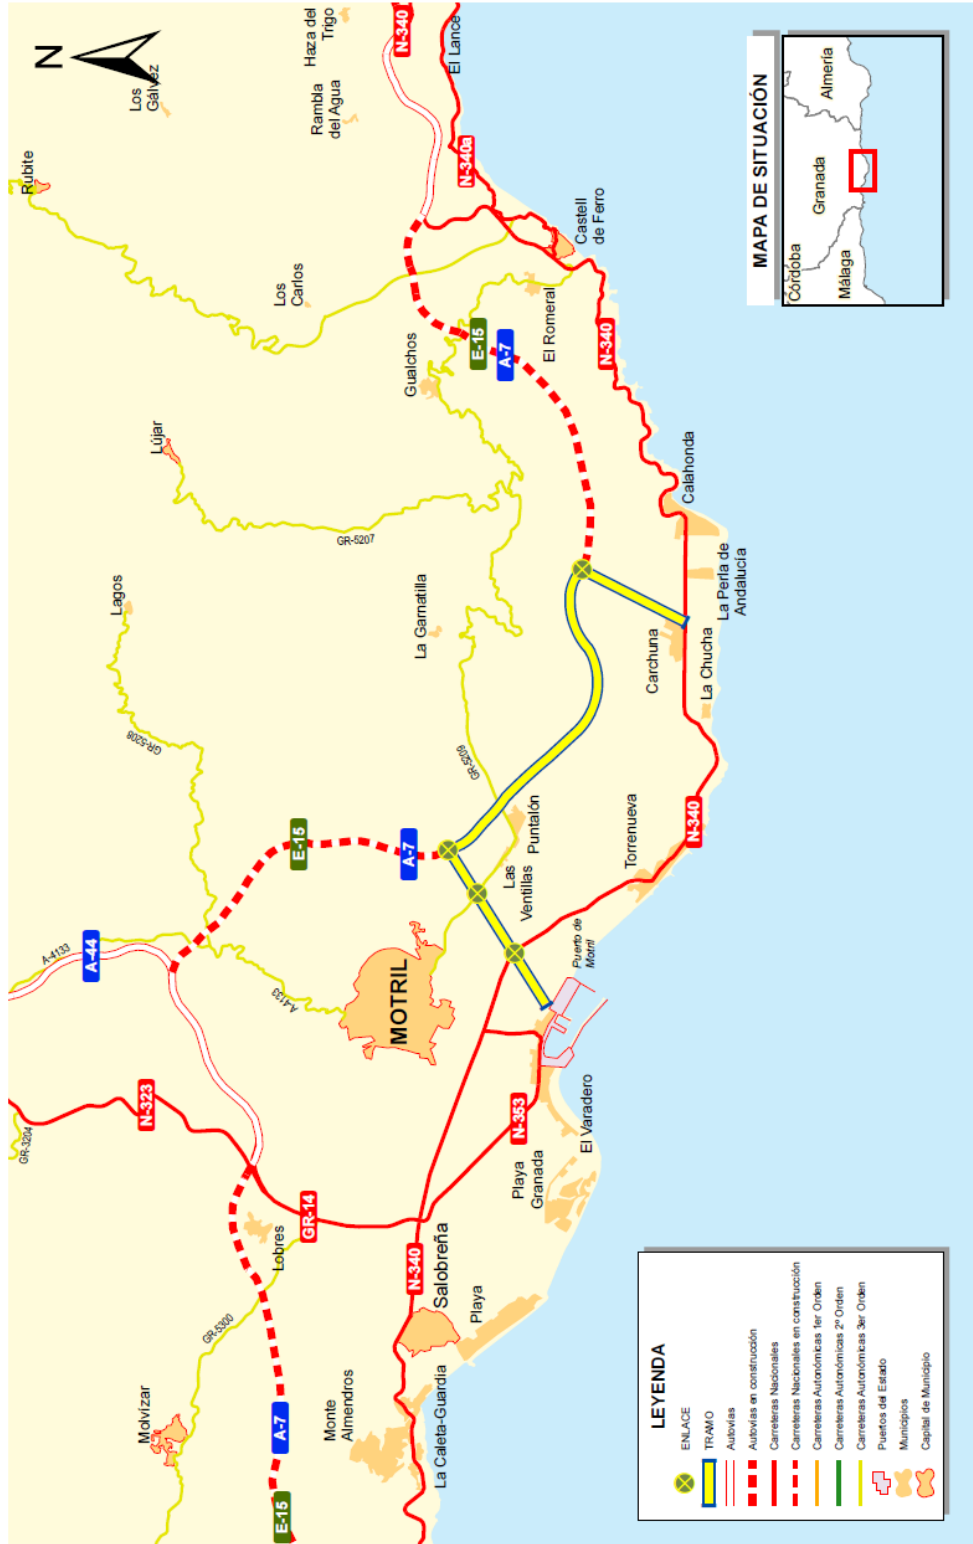 N
Los
Gálvez
Haza del
Trigo
N-340
El Lance
Rambla
del Agua
Rubite
N-340a
Castell
de Ferro
Los
Carlos
El Romeral
E-15
A-7
Gualchos
N-340
Lújar
GR-5207
Calahonda
La Perla de
Andalucía
Lagos
La Garnatilla
Carchuna
La Chucha
GR-5208
GR-5209
E-15
A-7
Puntalón
Las
Ventillas
Torrenueva
N-340
A-4133
A-44
A-4133
MOTRIL
Puerto de
Motril
N-323
GR-3204
N-353
El Varadero
Playa
Granada
GR-14
Lobres
GR-5300
N-340
Salobreña
Playa
Molvizar
A-7
E-15
Monte
Almendros
La Caleta-Guardia
MAPA DE SITUACIÓN
Córdoba
Granada
Almería
Málaga
LEYENDA
ENLACE
TRAMO
Autovías
Autovías en construcción
Carreteras Nacionales
Carreteras Nacionales en construcción
Carreteras Autonómicas 1er Orden
Carreteras Autonómicas 2º Orden
Carreteras Autonómicas 3er Orden
Puertos del Estado
Municipios
Capital de Municipio